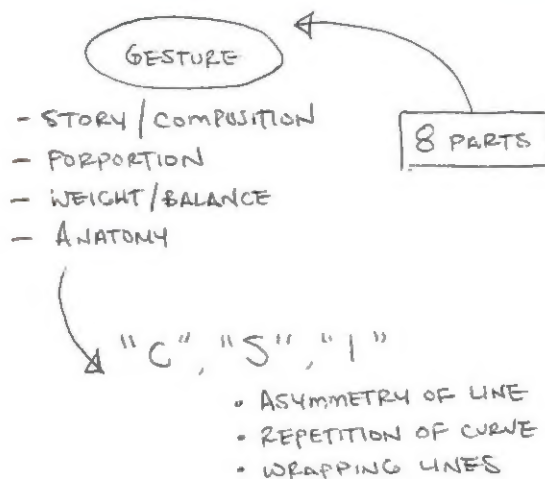 GESTURE
8 PARTS
- STORY/COMPOSITION
- PORPORTION
- WEIGHT/BALANCE
- ANATOMY
"C", "S", "I"
• ASYMMETRY OF LINE
• REPETITION OF CURVE
• WRAPPING LINES